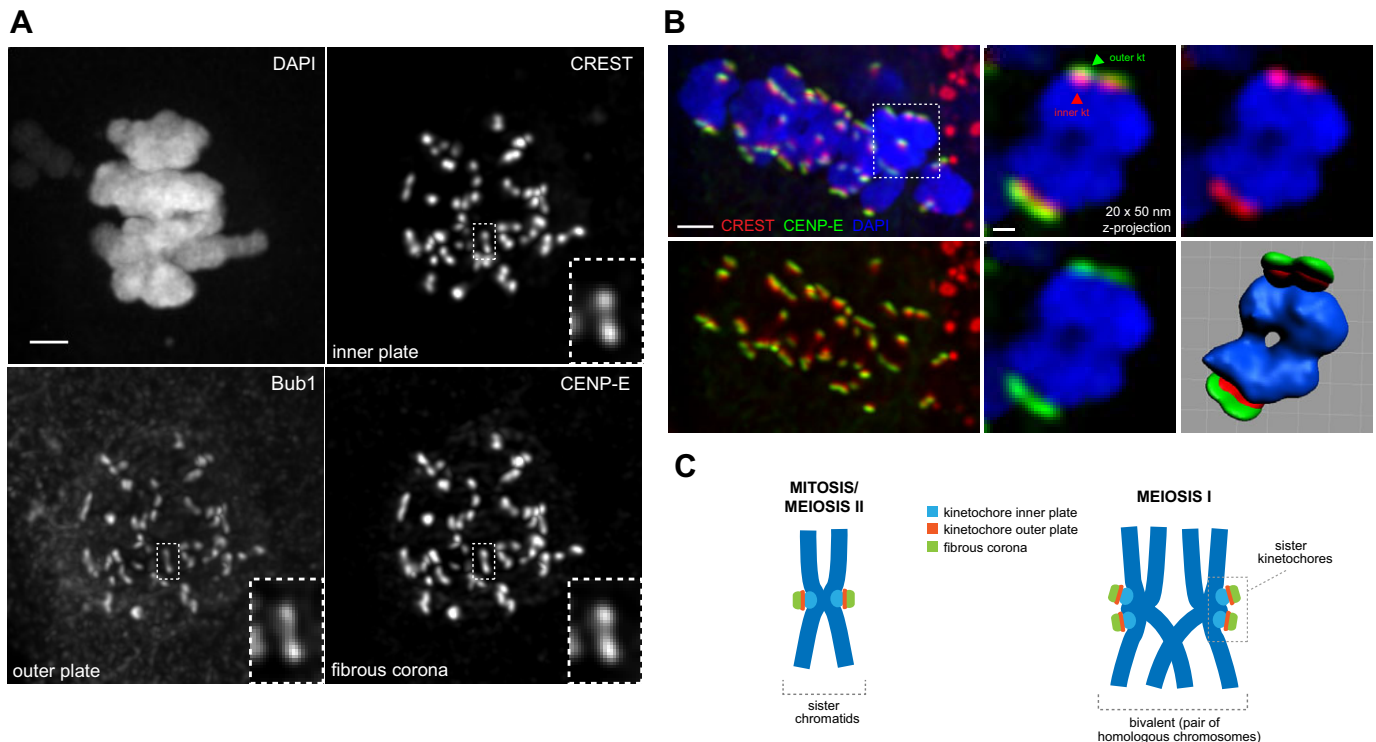 A
DAPI
CREST
inner plate
Bub1
outer plate
CENP-E
fibrous corona
B
CREST CENP-E DAPI
outer kt
inner kt
20 x 50 nm
z-projection
C
MITOSIS/
MEIOSIS II
sister
chromatids
kinetochore inner plate
kinetochore outer plate
fibrous corona
MEIOSIS I
sister
kinetochores
bivalent (pair of
homologous chromosomes)